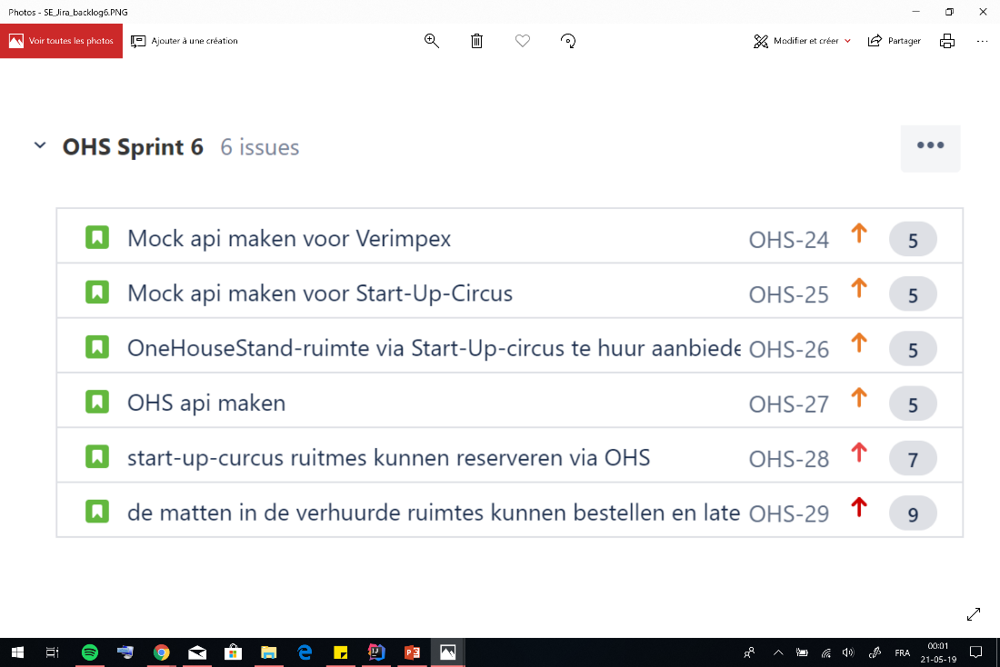 Photos - SE_Jira_backlog6.PNG
Voir toutes les photos
Ajouter à une création
Modifier et créer
Partager
OHS Sprint 6 6 issues
Mock api maken voor Verimpex OHS-24 5
Mock api maken voor Start-Up-Circus OHS-25 5
OneHouseStand-ruimte via Start-Up-circus te huur aanbiede OHS-26 5
OHS api maken OHS-27 5
start-up-curcus ruitmes kunnen reserveren via OHS OHS-28 7
de matten in de verhuurde ruimtes kunnen bestellen en late OHS-29 9
FRA
00:01
21-05-19